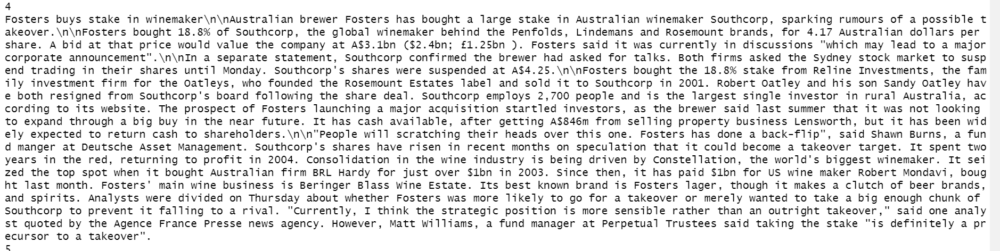 4
Fosters buys stake in winemaker\n\nAustralian brewer Fosters has bought a large stake in Australian winemaker Southcorp, sparking rumours of a possible t
akeover.\n\nFosters bought 18.8% of Southcorp, the global winemaker behind the Penfolds, Lindemans and Rosemount brands, for 4.17 Australian dollars per
share. A bid at that price would value the company at A$3.1bn ($2.4bn; £1.25bn ). Fosters said it was currently in discussions "which may lead to a major
corporate announcement".\n\nIn a separate statement, Southcorp confirmed the brewer had asked for talks. Both firms asked the Sydney stock market to susp
end trading in their shares until Monday. Southcorp's shares were suspended at A$4.25.\n\nFosters bought the 18.8% stake from Reline Investments, the fam
ily investment firm for the Oatleys, who founded the Rosemount Estates label and sold it to Southcorp in 2001. Robert Oatley and his son Sandy Oatley hav
e both resigned from Southcorp's board following the share deal. Southcorp employs 2,700 people and is the largest single investor in rural Australia, ac
cording to its website. The prospect of Fosters launching a major acquisition startled investors, as the brewer said last summer that it was not looking
to expand through a big buy in the near future. It has cash available, after getting A$846m from selling property business Lensworth, but it has been wid
ely expected to return cash to shareholders.\n\n"People will scratching their heads over this one. Fosters has done a back-flip", said Shawn Burns, a fun
d manger at Deutsche Asset Management. Southcorp's shares have risen in recent months on speculation that it could become a takeover target. It spent two
years in the red, returning to profit in 2004. Consolidation in the wine industry is being driven by Constellation, the world's biggest winemaker. It sei
zed the top spot when it bought Australian firm BRL Hardy for just over $1bn in 2003. Since then, it has paid $1bn for US wine maker Robert Mondavi, boug
ht last month. Fosters' main wine business is Beringer Blass Wine Estate. Its best known brand is Fosters lager, though it makes a clutch of beer brands,
and spirits. Analysts were divided on Thursday about whether Fosters was more likely to go for a takeover or merely wanted to take a big enough chunk of
Southcorp to prevent it falling to a rival. "Currently, I think the strategic position is more sensible rather than an outright takeover," said one analy
st quoted by the Agence France Presse news agency. However, Matt Williams, a fund manager at Perpetual Trustees said taking the stake "is definitely a pr
ecursor to a takeover".
5